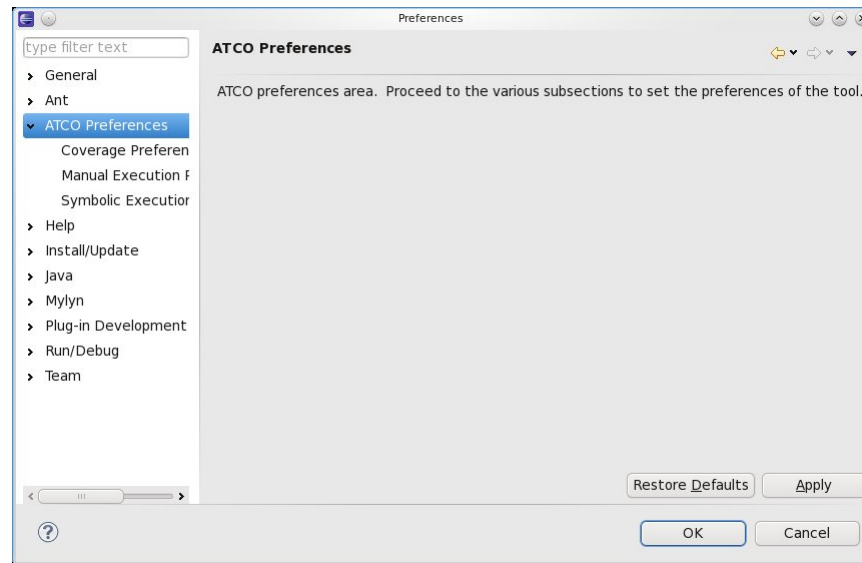 Preferences
type filter text
General
Ant
ATCO Preferences
Coverage Preferen
Manual Execution
Symbolic Execution
Help
Install/Update
Java
Mylyn
Plug-in Development
Run/Debug
Team
ATCO Preferences
ATCO preferences area. Proceed to the various subsections to set the preferences of the tool.
Restore Defaults
Apply
OK
Cancel